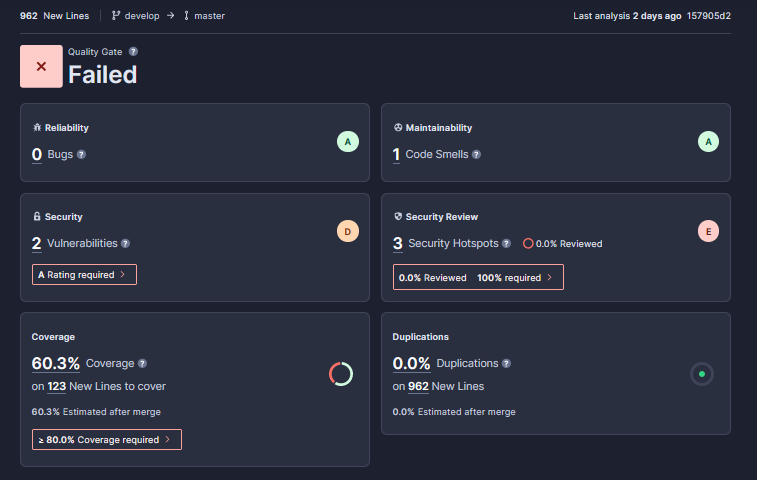 962 New Lines develop → master Last analysis 2 days ago 157905d2
Quality Gate ?
Failed
Reliability
0 Bugs ? A
Maintainability
1 Code Smells ? A
Security
2 Vulnerabilities ? D
A Rating required >
Security Review
3 Security Hotspots ? 0.0% Reviewed E
0.0% Reviewed 100% required >
Coverage
60.3% Coverage ?
on 123 New Lines to cover
60.3% Estimated after merge
≥ 80.0% Coverage required >
Duplications
0.0% Duplications ?
on 962 New Lines
0.0% Estimated after merge